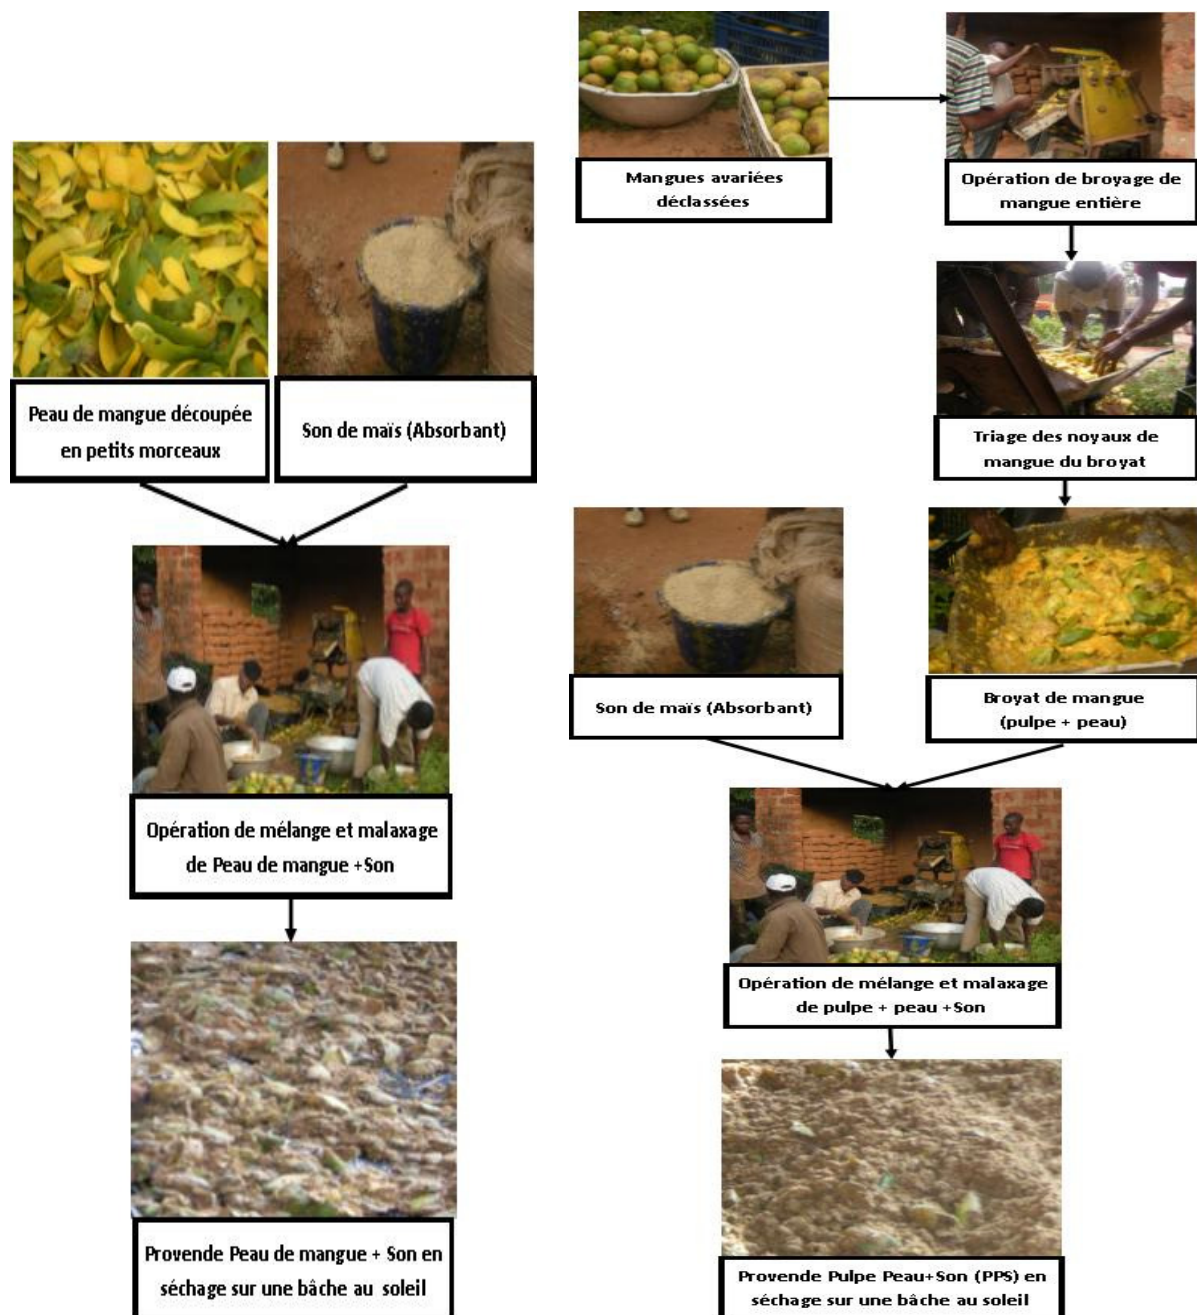 Peau de mangue découpée
en petits morceaux
Son de maïs (Absorbant)
Opération de mélange et malaxage
de Peau de mangue +Son
Provende Peau de mangue + Son en
séchage sur une bâche au soleil
Mangues avariées
déclassées
Opération de broyage de
mangue entière
Triage des noyaux de
mangue du broyat
Son de maïs (Absorbant)
Broyat de mangue
(pulpe + peau)
Opération de mélange et malaxage
de pulpe + peau +Son
Provende Pulpe Peau+Son (PPS) en
séchage sur une bâche au soleil